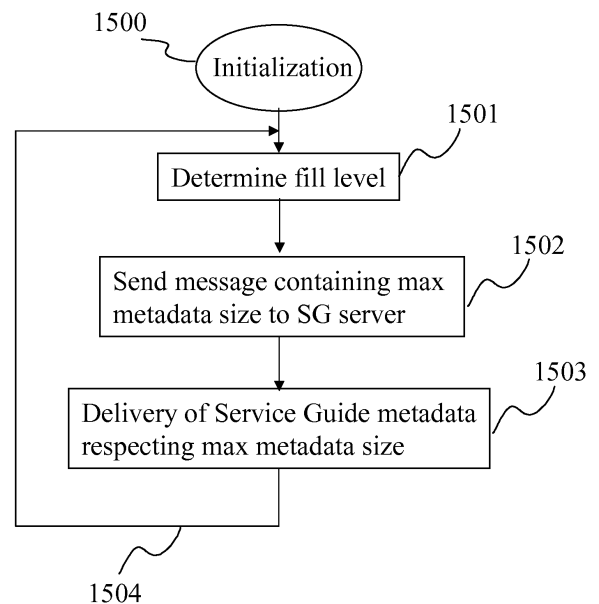 1500
Initialization
1501
Determine fill level
1502
Send message containing max
metadata size to SG server
1503
Delivery of Service Guide metadata
respecting max metadata size
1504